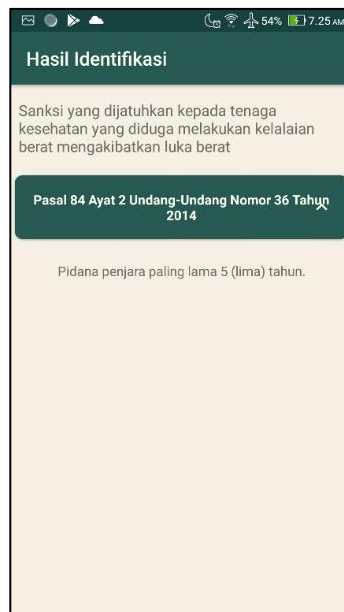 54% 7.25 AM
Hasil Identifikasi
Sanksi yang dijatuhkan kepada tenaga
kesehatan yang diduga melakukan kelalaian
berat mengakibatkan luka berat
Pasal 84 Ayat 2 Undang-Undang Nomor 36 Tahun
2014
Pidana penjara paling lama 5 (lima) tahun.